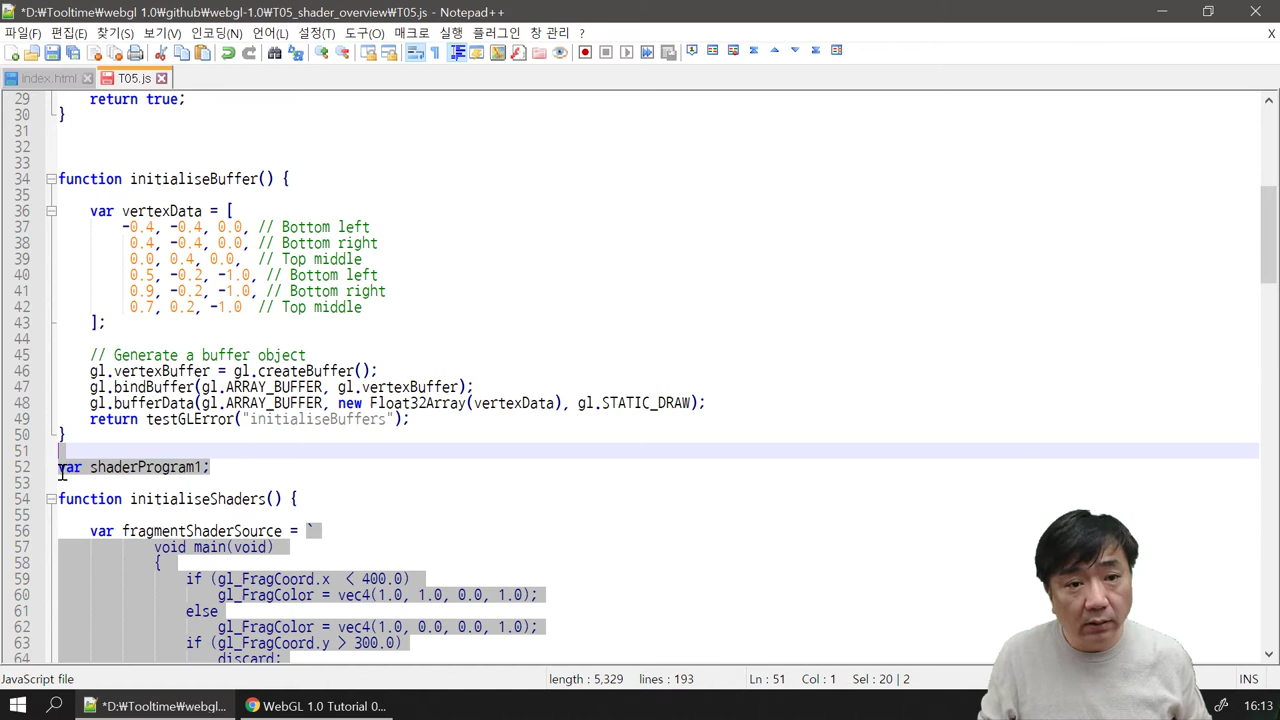 *D:₩Tooltime₩webgl 1.0₩github₩webgl-1.0₩T05_shader_overview₩T05.js - Notepad++
파일(F) 편집(E) 찾기(S) 보기(V) 인코딩(N) 언어(L) 설정(T) 도구(O) 매크로 실행 플러그인 창 관리 ? X
index.html T05.js
29 return true;
30 }
31
32
33
34 function initialiseBuffer() {
35
36 var vertexData = [
37 -0.4, -0.4, 0.0, // Bottom left
38 0.4, -0.4, 0.0, // Bottom right
39 0.0, 0.4, 0.0, // Top middle
40 0.5, -0.2, -1.0, // Bottom left
41 0.9, -0.2, -1.0, // Bottom right
42 0.7, 0.2, -1.0 // Top middle
43 ];
44
45 // Generate a buffer object
46 gl.vertexBuffer = gl.createBuffer();
47 gl.bindBuffer(gl.ARRAY_BUFFER, gl.vertexBuffer);
48 gl.bufferData(gl.ARRAY_BUFFER, new Float32Array(vertexData), gl.STATIC_DRAW);
49 return testGLError("initialiseBuffers");
50 }
51
52 var shaderProgram1;
53
54 function initialiseShaders() {
55
56 var fragmentShaderSource = `
57 void main(void)
58 {
59 if (gl_FragCoord.x < 400.0)
60 gl_FragColor = vec4(1.0, 1.0, 0.0, 1.0);
61 else
62 gl_FragColor = vec4(1.0, 0.0, 0.0, 1.0);
63 if (gl_FragCoord.y > 300.0)
64 discard;
JavaScript file length : 5,329 lines : 193 Ln : 51 Col : 1 Sel : 20 | 2 INS
*D:₩Tooltime₩webgl... WebGL 1.0 Tutorial 0... 16:13